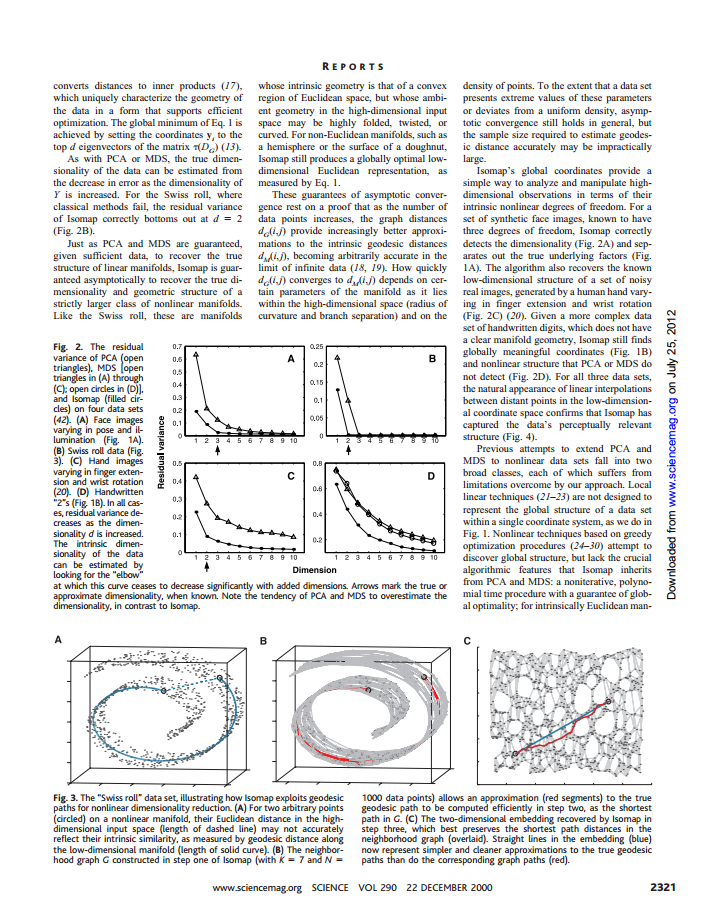 REPORTS
converts distances to inner products (17),
which uniquely characterize the geometry of
the data in a form that supports efficient
optimization. The global minimum of Eq. 1 is
achieved by setting the coordinates yᵢ to the
top d eigenvectors of the matrix τ(D_G) (13).
As with PCA or MDS, the true dimen-
sionality of the data can be estimated from
the decrease in error as the dimensionality of
Y is increased. For the Swiss roll, where
classical methods fail, the residual variance
of Isomap correctly bottoms out at d = 2
(Fig. 2B).
Just as PCA and MDS are guaranteed,
given sufficient data, to recover the true
structure of linear manifolds, Isomap is guar-
anteed asymptotically to recover the true di-
mensionality and geometric structure of a
strictly larger class of nonlinear manifolds.
Like the Swiss roll, these are manifolds
whose intrinsic geometry is that of a convex
region of Euclidean space, but whose ambi-
ent geometry in the high-dimensional input
space may be highly folded, twisted, or
curved. For non-Euclidean manifolds, such as
a hemisphere or the surface of a doughnut,
Isomap still produces a globally optimal low-
dimensional Euclidean representation, as
measured by Eq. 1.
These guarantees of asymptotic conver-
gence rest on a proof that as the number of
data points increases, the graph distances
d_G(i,j) provide increasingly better approxi-
mations to the intrinsic geodesic distances
d_M(i,j), becoming arbitrarily accurate in the
limit of infinite data (18, 19). How quickly
d_G(i,j) converges to d_M(i,j) depends on cer-
tain parameters of the manifold as it lies
within the high-dimensional space (radius of
curvature and branch separation) and on the
density of points. To the extent that a data set
presents extreme values of these parameters
or deviates from a uniform density, asymp-
totic convergence still holds in general, but
the sample size required to estimate geodes-
ic distance accurately may be impractically
large.
Isomap's global coordinates provide a
simple way to analyze and manipulate high-
dimensional observations in terms of their
intrinsic nonlinear degrees of freedom. For a
set of synthetic face images, known to have
three degrees of freedom, Isomap correctly
detects the dimensionality (Fig. 2A) and sep-
arates out the true underlying factors (Fig.
1A). The algorithm also recovers the known
low-dimensional structure of a set of noisy
real images, generated by a human hand vary-
ing in finger extension and wrist rotation
(Fig. 2C) (20). Given a more complex data
set of handwritten digits, which does not have
a clear manifold geometry, Isomap still finds
globally meaningful coordinates (Fig. 1B)
and nonlinear structure that PCA or MDS do
not detect (Fig. 2D). For all three data sets,
the natural appearance of linear interpolations
between distant points in the low-dimension-
al coordinate space confirms that Isomap has
captured the data's perceptually relevant
structure (Fig. 4).
Previous attempts to extend PCA and
MDS to nonlinear data sets fall into two
broad classes, each of which suffers from
limitations overcome by our approach. Local
linear techniques (21–23) are not designed to
represent the global structure of a data set
within a single coordinate system, as we do in
Fig. 1. Nonlinear techniques based on greedy
optimization procedures (24–30) attempt to
discover global structure, but lack the crucial
algorithmic features that Isomap inherits
from PCA and MDS: a noniterative, polyno-
mial time procedure with a guarantee of glob-
al optimality; for intrinsically Euclidean man-
Fig. 2. The residual
variance of PCA (open
triangles), MDS [open
triangles in (A) through
(C); open circles in (D)],
and Isomap (filled cir-
cles) on four data sets
(42). (A) Face images
varying in pose and il-
lumination (Fig. 1A).
(B) Swiss roll data (Fig.
3). (C) Hand images
varying in finger exten-
sion and wrist rotation
(20). (D) Handwritten
"2"s (Fig. 1B). In all cas-
es, residual variance de-
creases as the dimen-
sionality d is increased.
The intrinsic dimen-
sionality of the data
can be estimated by
looking for the "elbow"
at which this curve ceases to decrease significantly with added dimensions. Arrows mark the true or
approximate dimensionality, when known. Note the tendency of PCA and MDS to overestimate the
dimensionality, in contrast to Isomap.
Residual variance
0.7
0.6
0.5
0.4
0.3
0.2
0.1
0
A
1 2 3 4 5 6 7 8 9 10
0.25
0.2
0.15
0.1
0.05
0
B
1 2 3 4 5 6 7 8 9 10
0.5
0.4
0.3
0.2
0.1
0
C
1 2 3 4 5 6 7 8 9 10
0.8
0.6
0.4
0.2
D
1 2 3 4 5 6 7 8 9 10
Dimension
A
B
C
Fig. 3. The "Swiss roll" data set, illustrating how Isomap exploits geodesic
paths for nonlinear dimensionality reduction. (A) For two arbitrary points
(circled) on a nonlinear manifold, their Euclidean distance in the high-
dimensional input space (length of dashed line) may not accurately
reflect their intrinsic similarity, as measured by geodesic distance along
the low-dimensional manifold (length of solid curve). (B) The neighbor-
hood graph G constructed in step one of Isomap (with K = 7 and N =
1000 data points) allows an approximation (red segments) to the true
geodesic path to be computed efficiently in step two, as the shortest
path in G. (C) The two-dimensional embedding recovered by Isomap in
step three, which best preserves the shortest path distances in the
neighborhood graph (overlaid). Straight lines in the embedding (blue)
now represent simpler and cleaner approximations to the true geodesic
paths than do the corresponding graph paths (red).
www.sciencemag.org SCIENCE VOL 290 22 DECEMBER 2000
2321
Downloaded from www.sciencemag.org on July 25, 2012